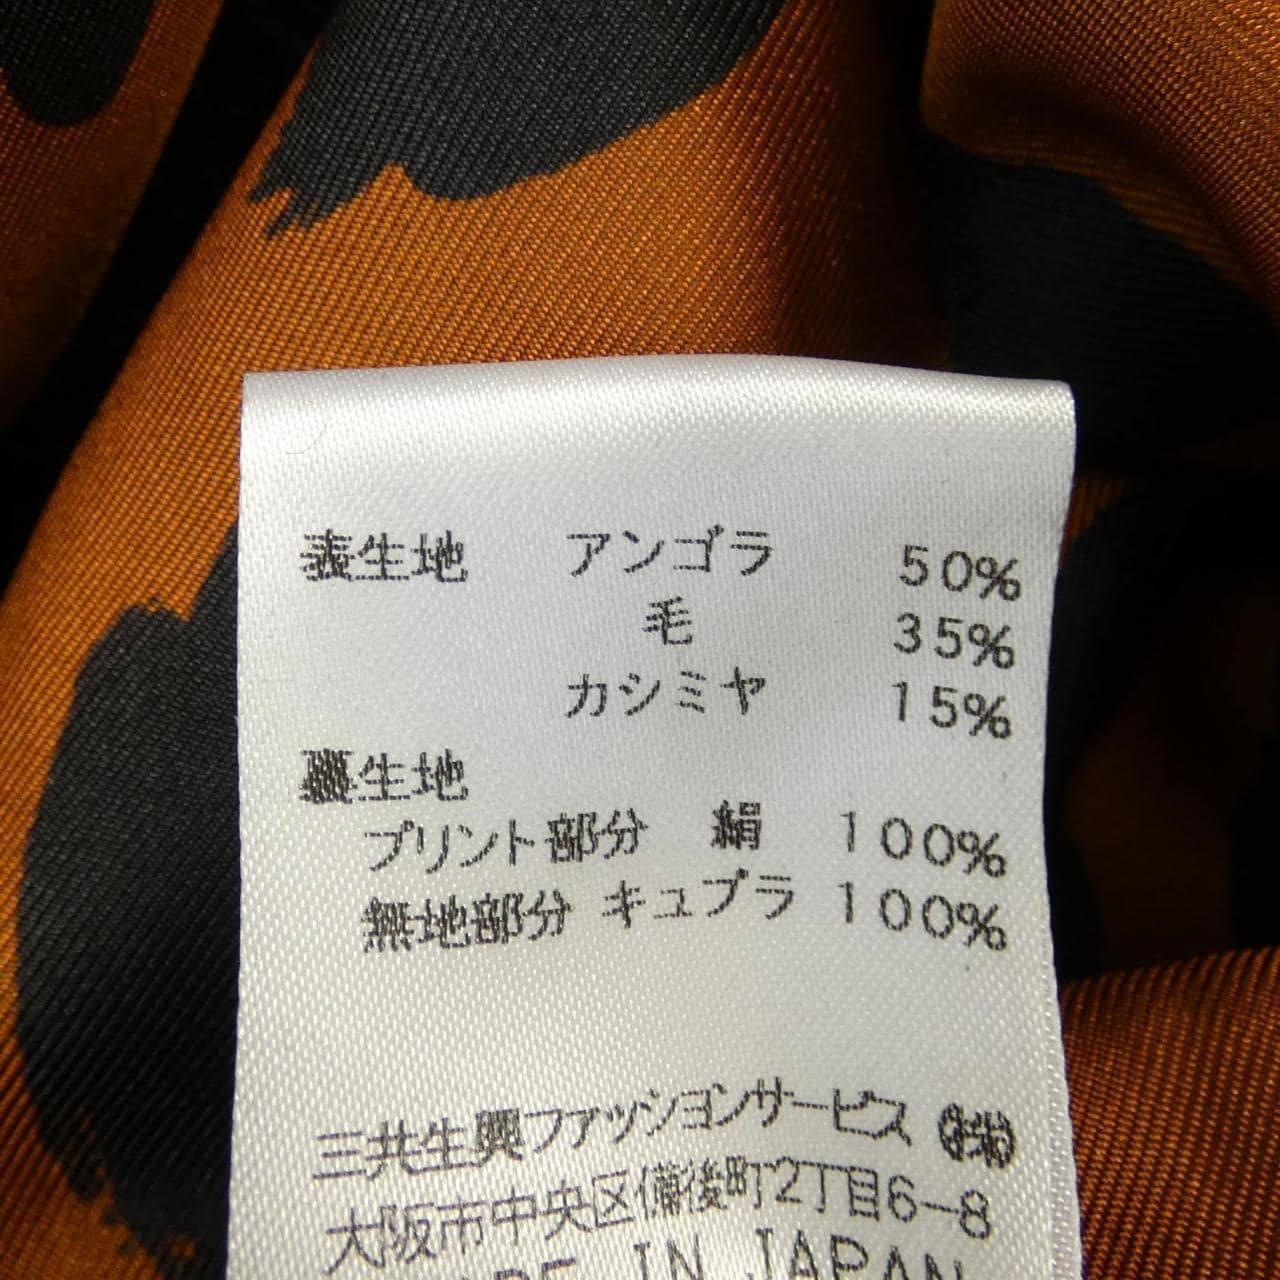 表生地 アンゴラ 50%
毛 35%
カシミヤ 15%
裏生地
プリント部分 絹 100%
無地部分 キュプラ 100%
三共生興ファッションサービス㈱
大阪市中央区備後町2丁目6-8
MADE IN JAPAN